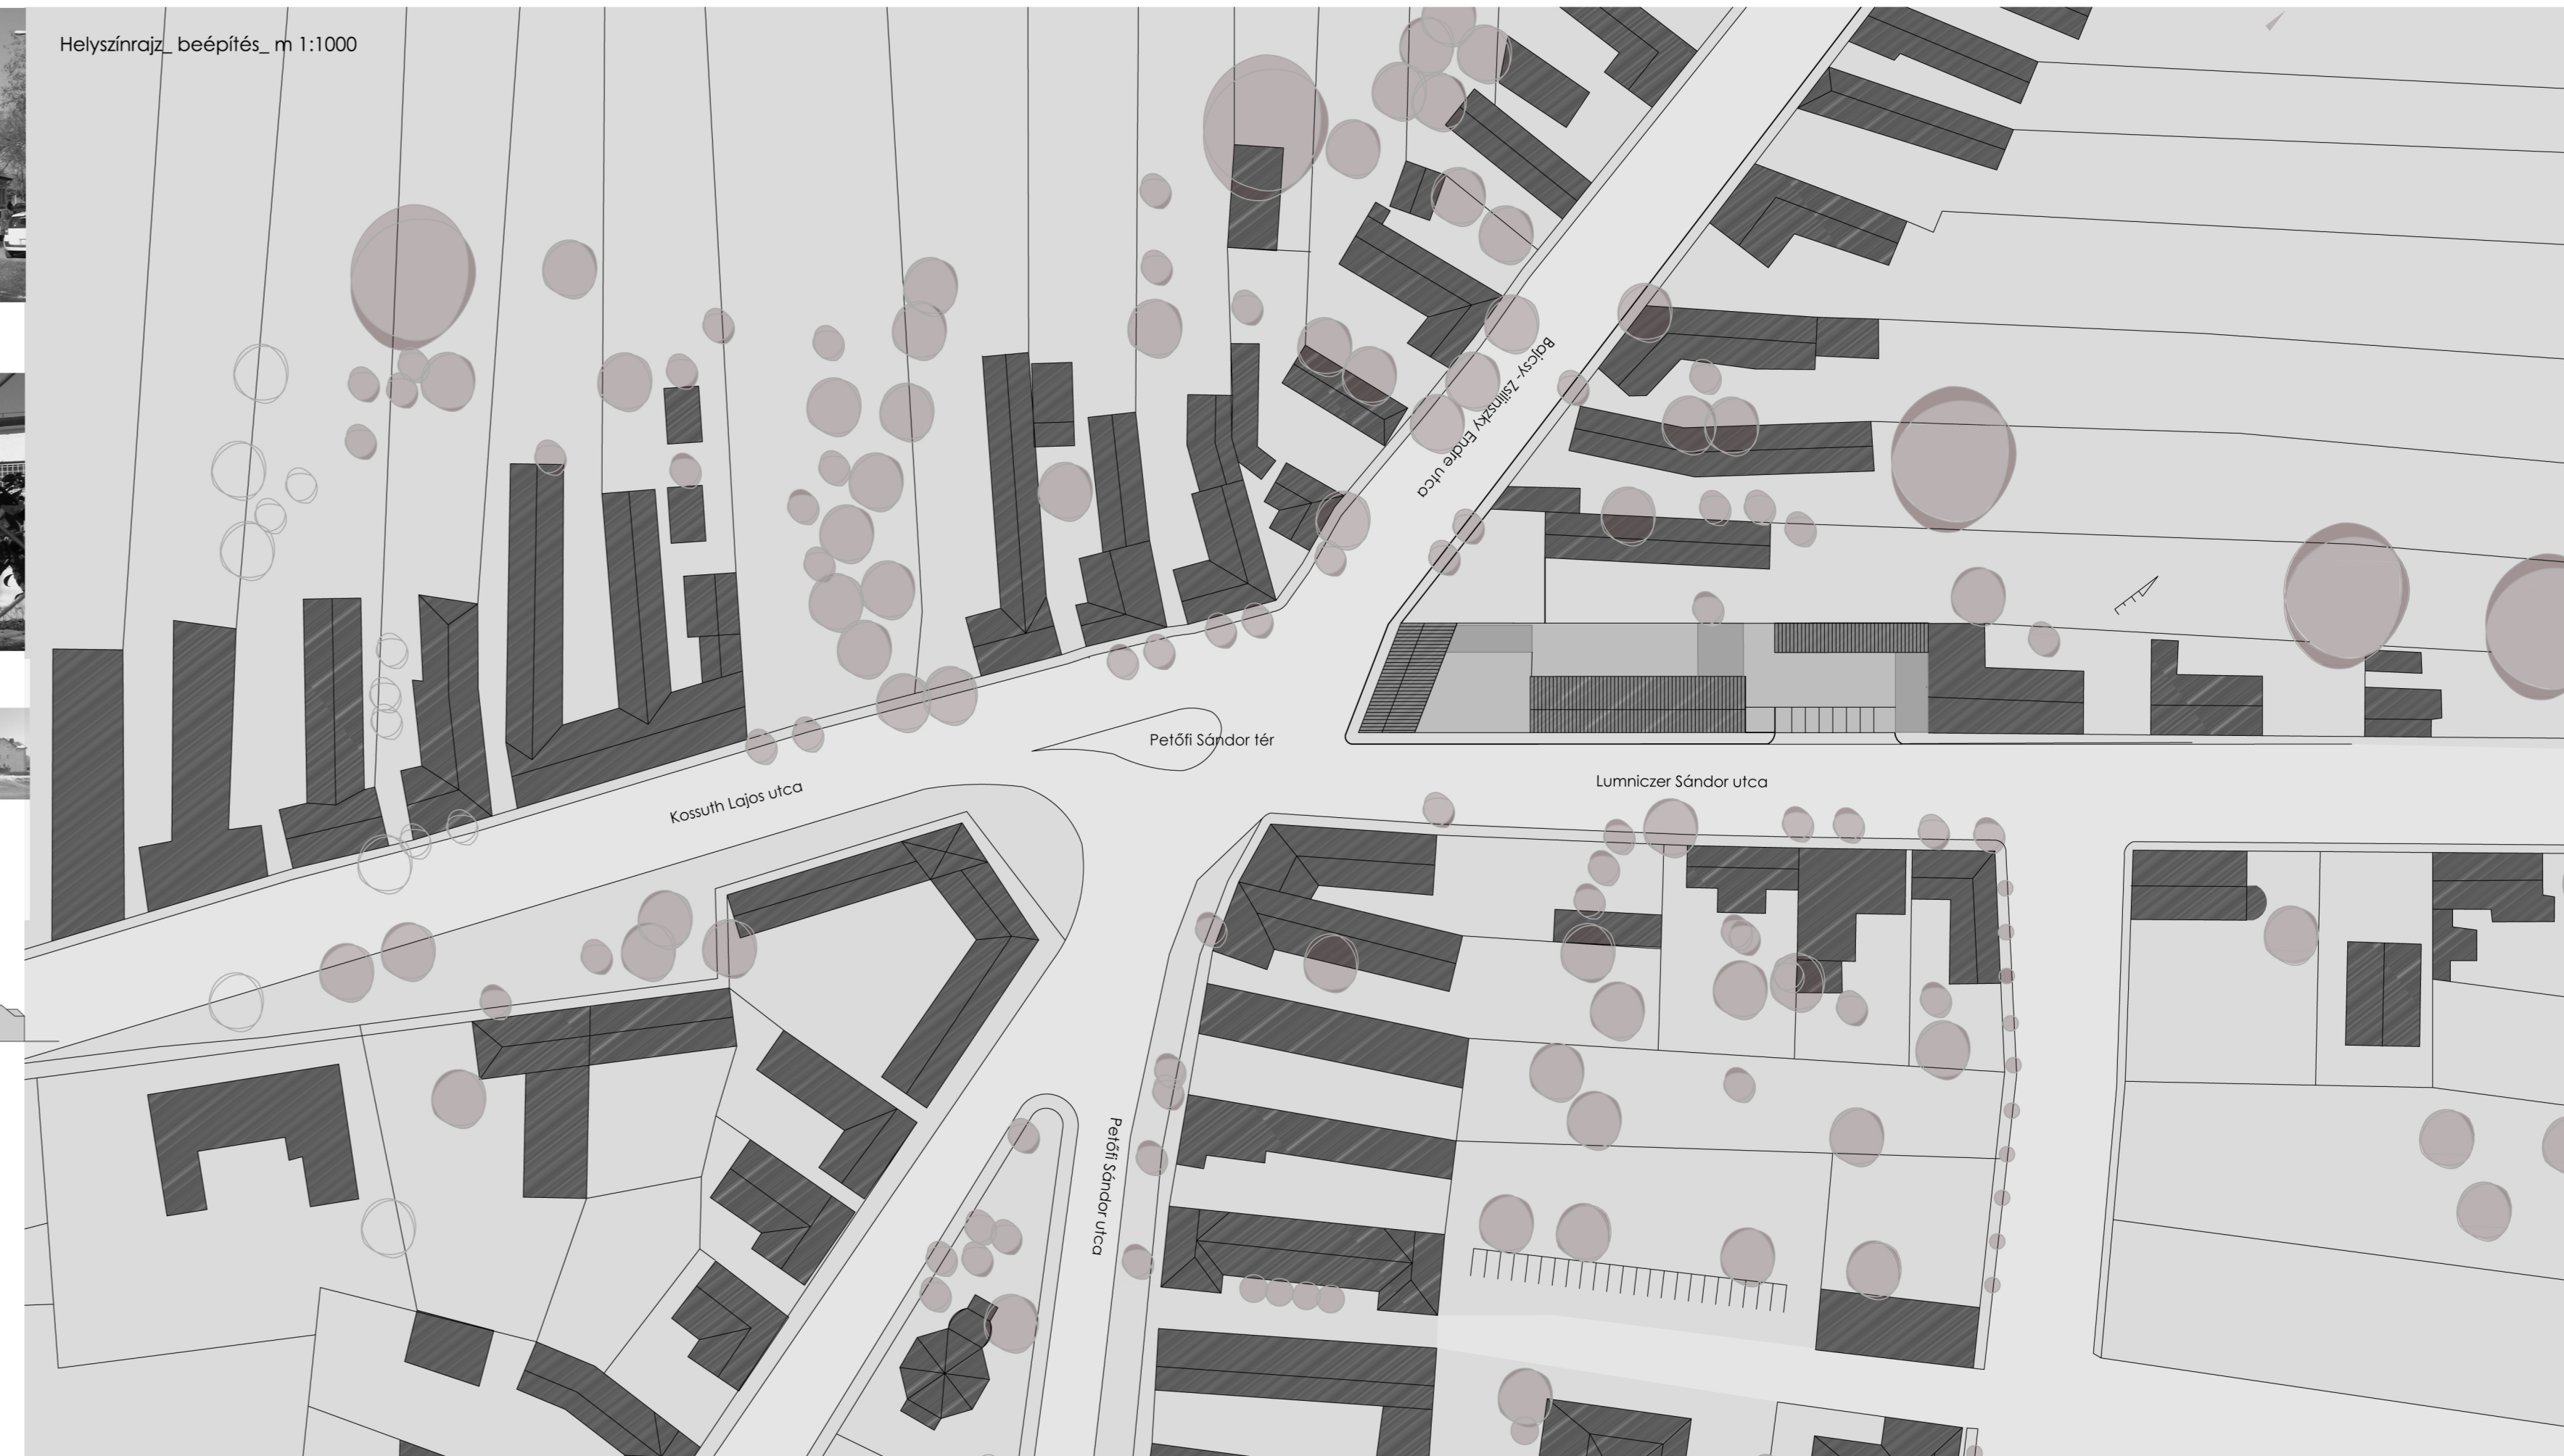 Helyszínrajz_ beépítés_ m 1:1000
Bajcsy- Zsilinszky Endre utca
Petőfi Sándor tér
Lumniczer Sándor utca
Kossuth Lajos utca
Petőfi Sándor utca